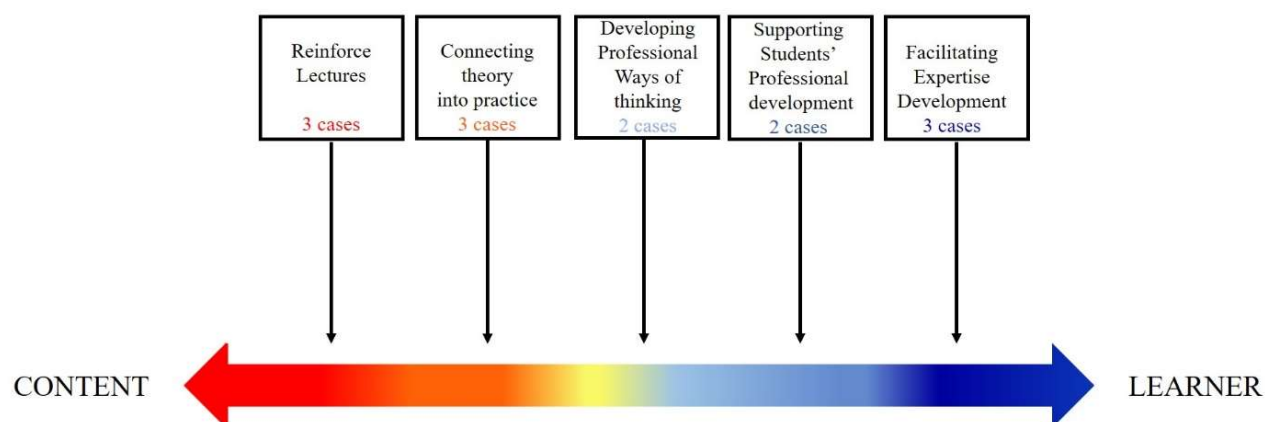 Reinforce
Lectures
3 cases
Connecting
theory
into practice
3 cases
Developing
Professional
Ways of
thinking
2 cases
Supporting
Students’
Professional
development
2 cases
Facilitating
Expertise
Development
3 cases
CONTENT
LEARNER